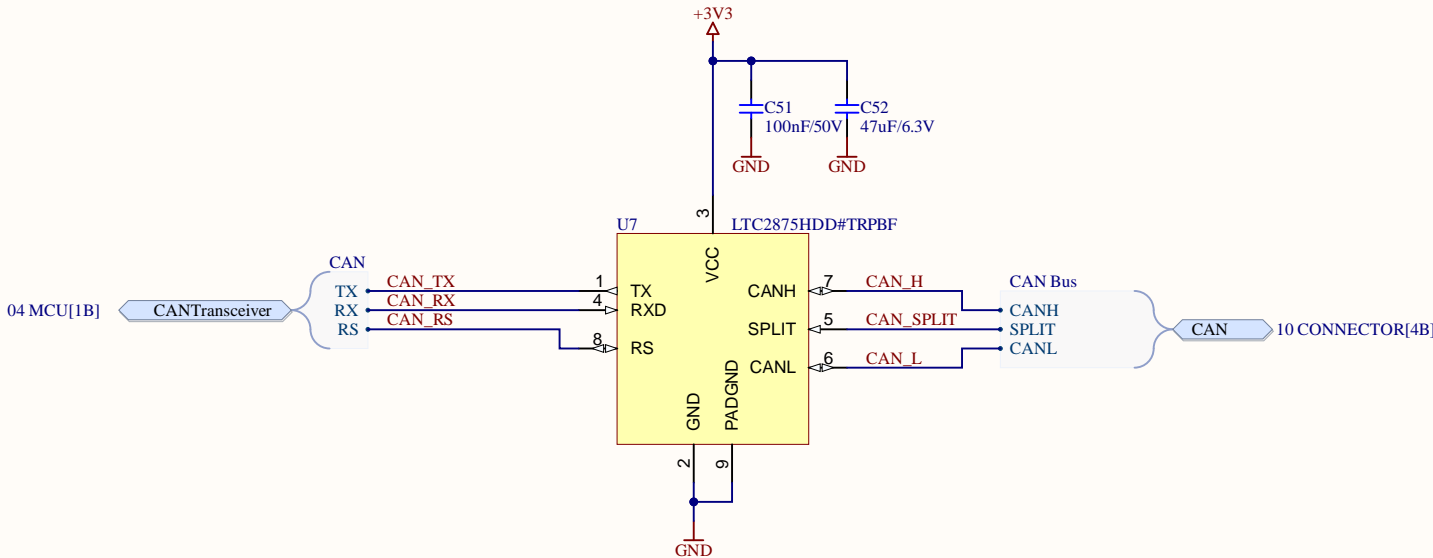 +3V3
C51
100nF/50V
C52
47uF/6.3V
GND
GND
U7
LTC2875HDD#TRPBF
3
VCC
CAN
TX
RX
RS
CAN_TX
CAN_RX
CAN_RS
1
4
8
TX
RXD
RS
CANH
SPLIT
CANL
7
5
6
CAN_H
CAN_SPLIT
CAN_L
CAN Bus
CANH
SPLIT
CANL
04 MCU[1B]
CANTransceiver
CAN
10 CONNECTOR[4B]
GND
PADGND
2
9
GND